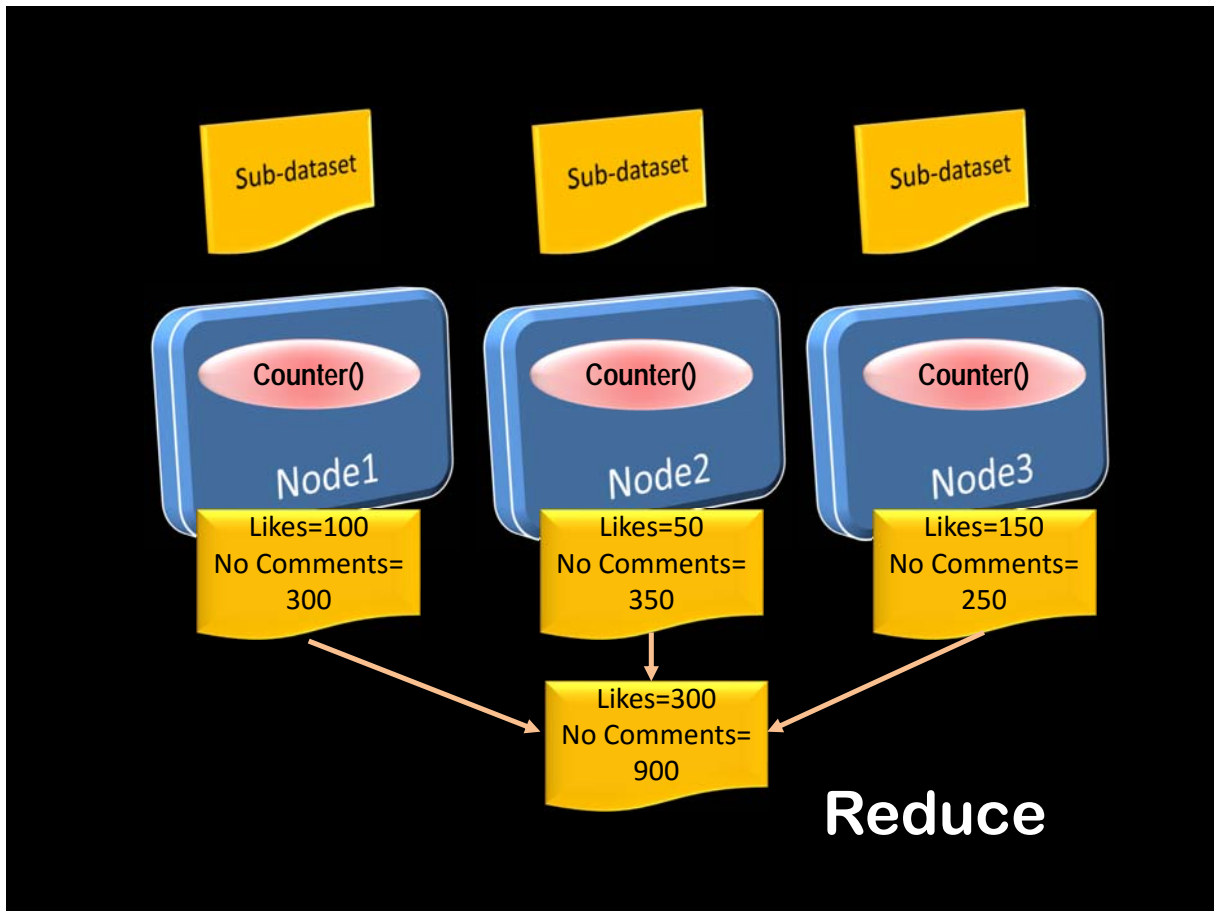 Sub-dataset
Sub-dataset
Sub-dataset
Counter()
Counter()
Counter()
Node1
Node2
Node3
Likes=100
No Comments=
300
Likes=50
No Comments=
350
Likes=150
No Comments=
250
Likes=300
No Comments=
900
Reduce